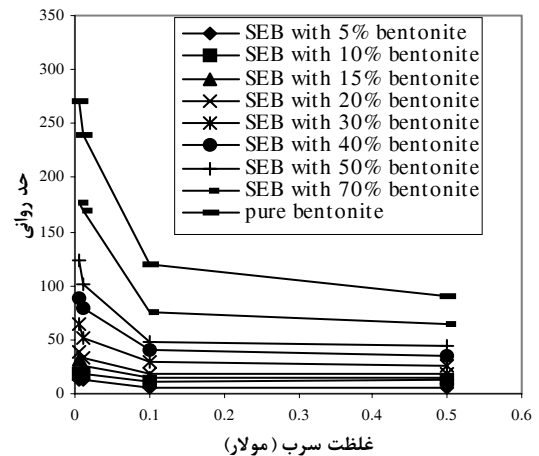 350
300
250
200
150
100
50
0
حد روانی
SEB with 5% bentonite
SEB with 10% bentonite
SEB with 15% bentonite
SEB with 20% bentonite
SEB with 30% bentonite
SEB with 40% bentonite
SEB with 50% bentonite
SEB with 70% bentonite
pure bentonite
0 0.1 0.2 0.3 0.4 0.5 0.6
غلظت سرب (مولار)